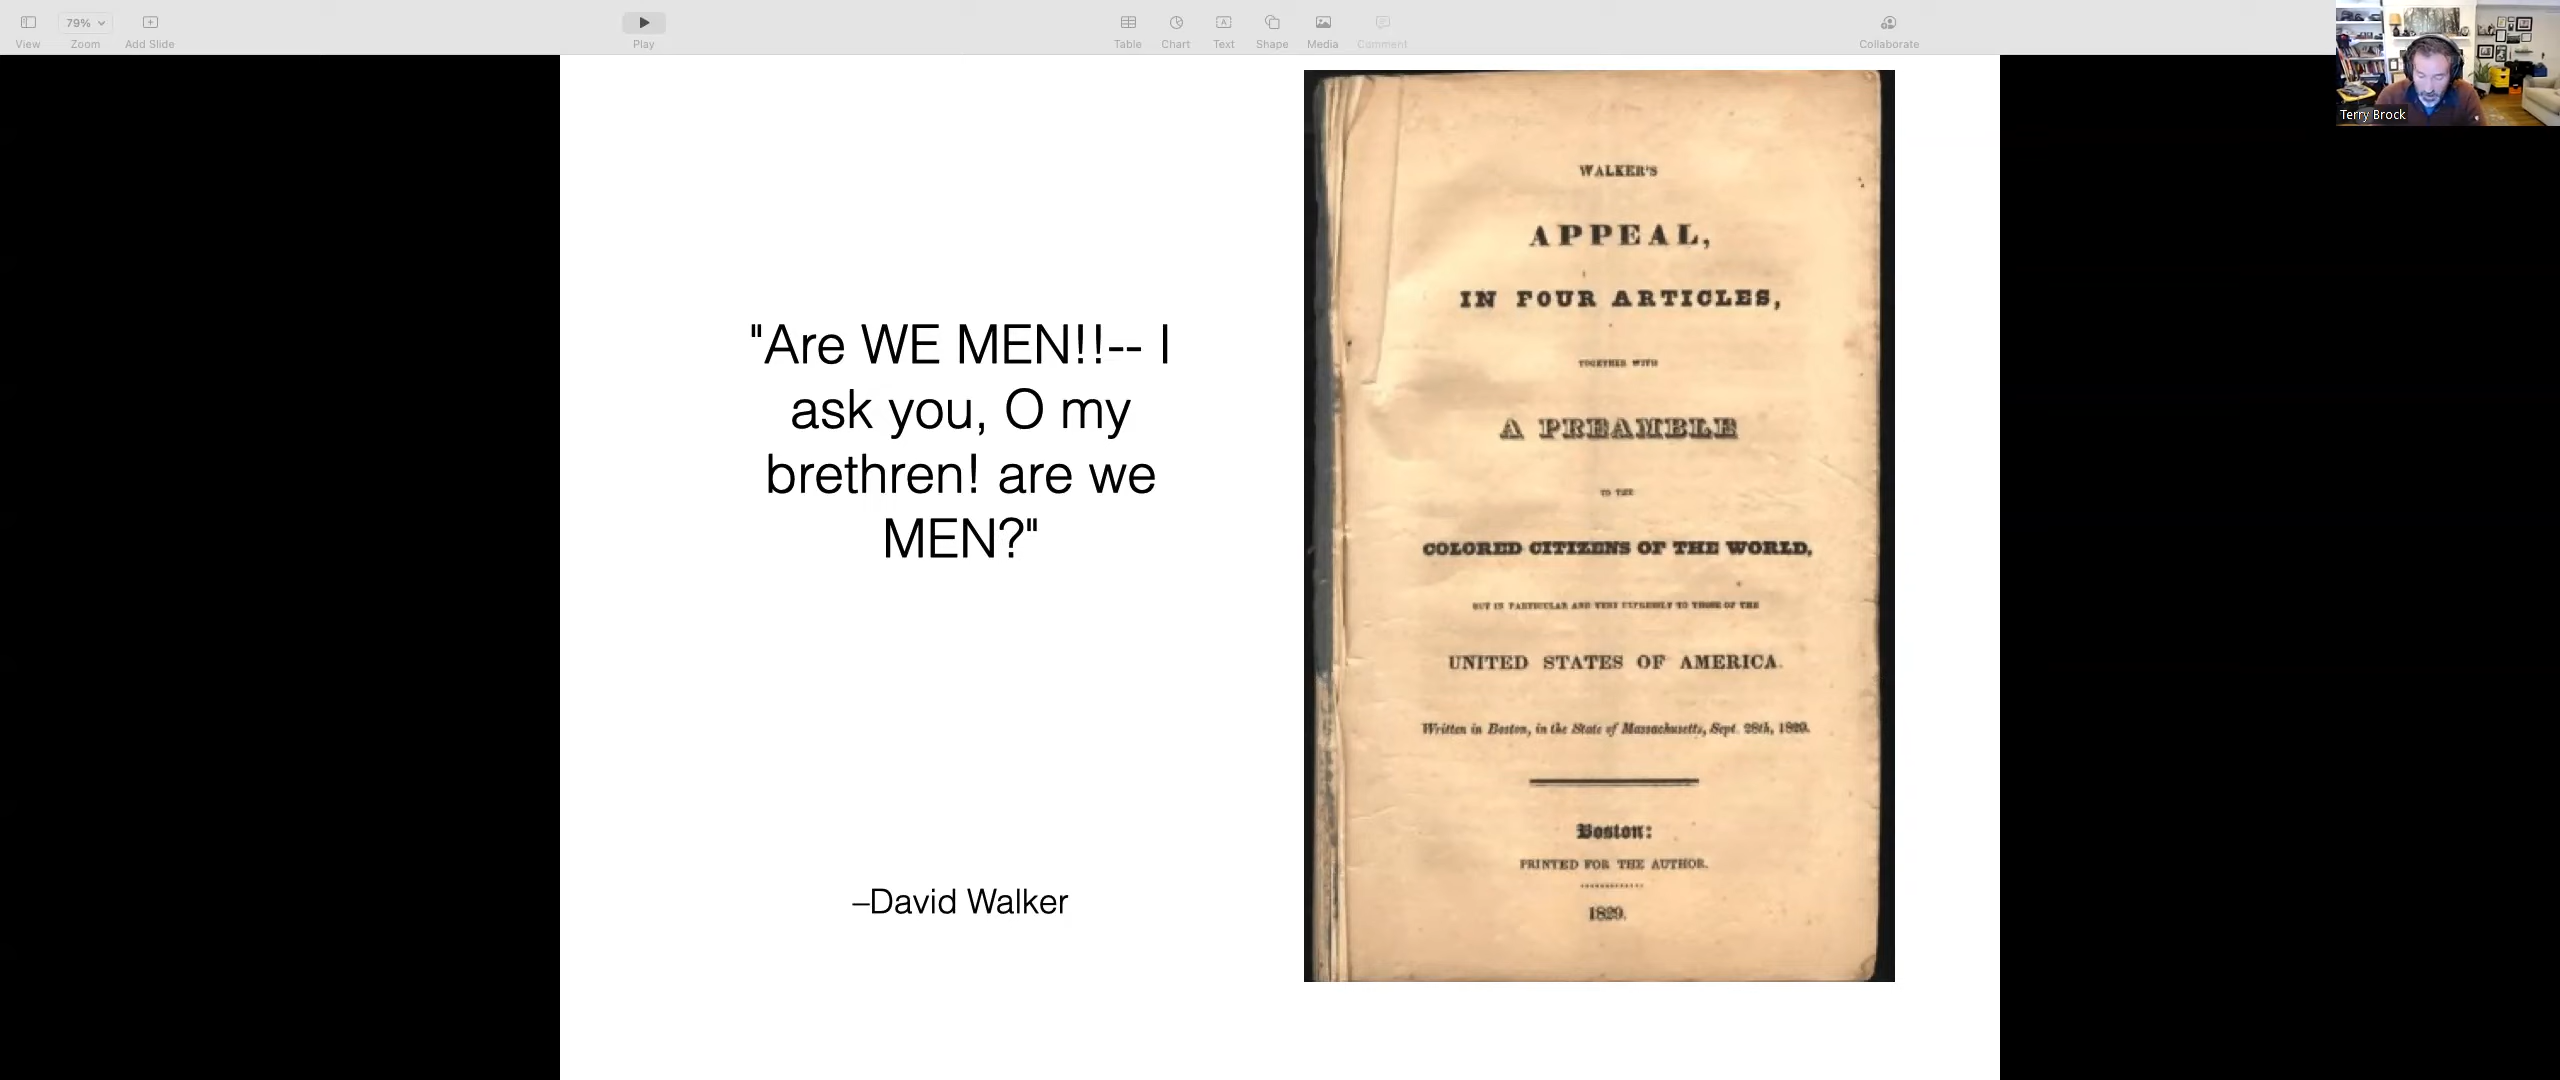 79%
View
Zoom
Add Slide
Play
Table
Chart
Text
Shape
Media
Comment
Collaborate
Terry Brock
"Are WE MEN!!-- I
ask you, O my
brethren! are we
MEN?"
–David Walker
WALKER'S
APPEAL,
IN FOUR ARTICLES,
TOGETHER WITH
A PREAMBLE
TO THE
COLORED CITIZENS OF THE WORLD,
BUT IN PARTICULAR AND VERY EXPRESSLY TO THOSE OF THE
UNITED STATES OF AMERICA.
Written in Boston, in the State of Massachusetts, Sept. 28th, 1829.
Boston:
PRINTED FOR THE AUTHOR.
1829.